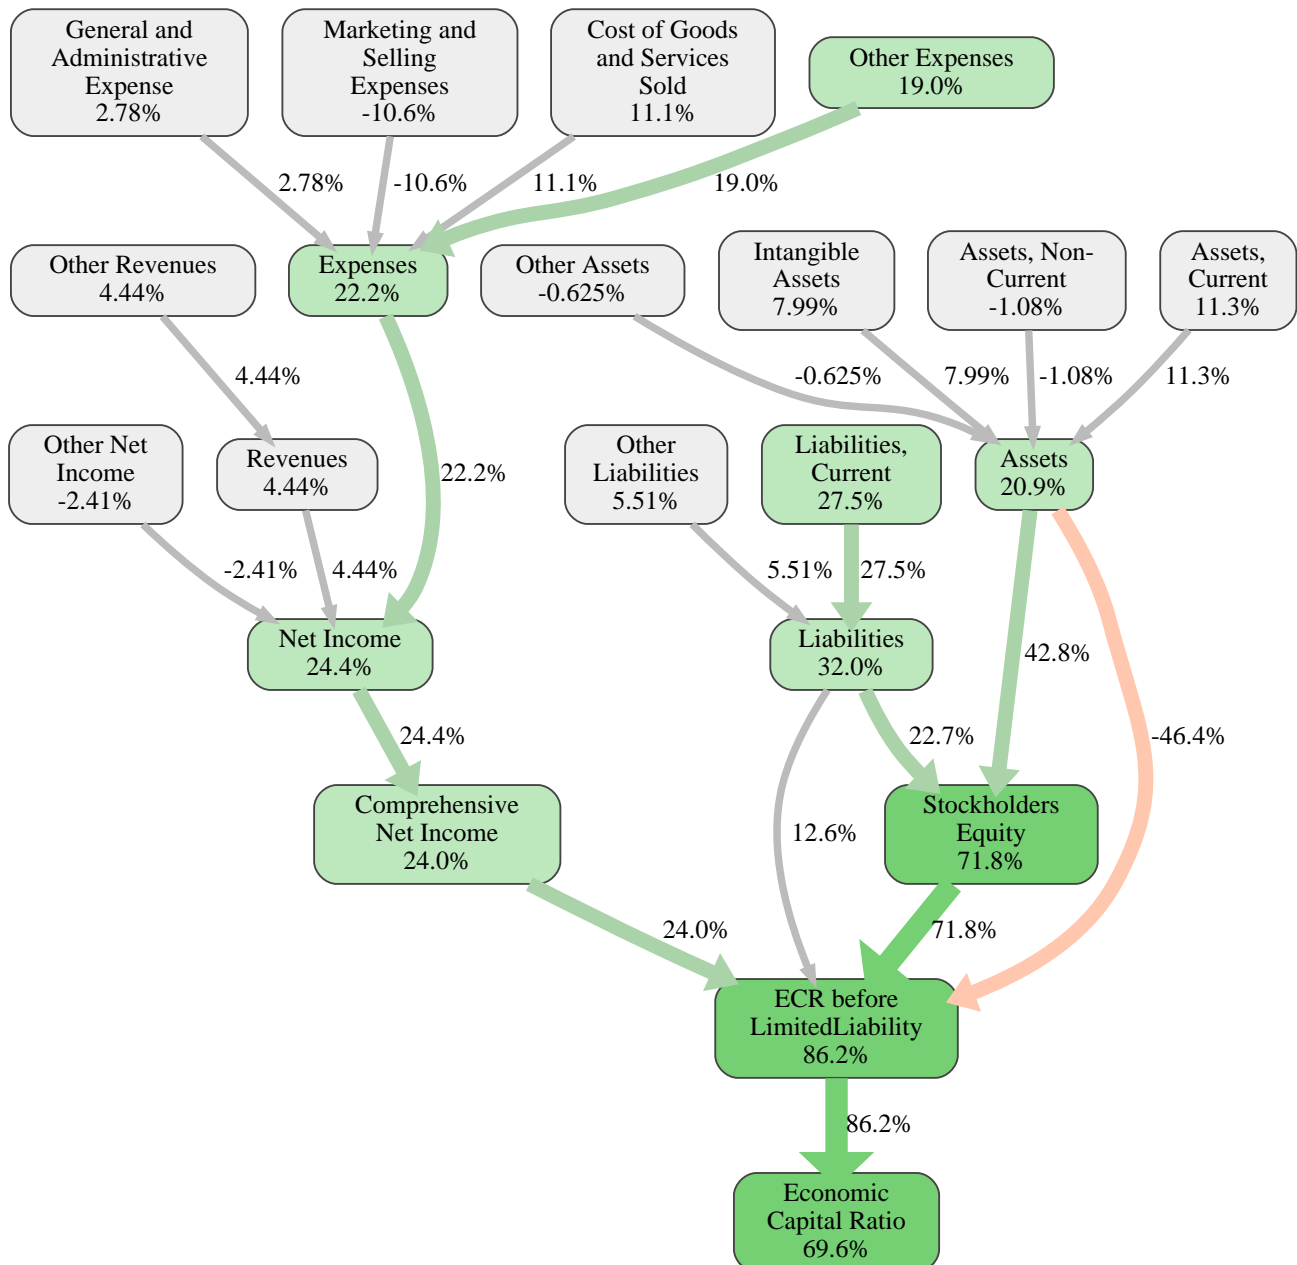 General and
Administrative
Expense
2.78%
Marketing and
Selling
Expenses
-10.6%
Cost of Goods
and Services
Sold
11.1%
Other Expenses
19.0%
2.78%
-10.6%
11.1%
19.0%
Other Revenues
4.44%
Expenses
22.2%
Other Assets
-0.625%
Intangible
Assets
7.99%
Assets, Non-
Current
-1.08%
Assets,
Current
11.3%
4.44%
-0.625%
7.99%
-1.08%
11.3%
Other Net
Income
-2.41%
Revenues
4.44%
22.2%
Other
Liabilities
5.51%
Liabilities,
Current
27.5%
Assets
20.9%
-2.41%
4.44%
5.51%
27.5%
Net Income
24.4%
Liabilities
32.0%
42.8%
24.4%
22.7%
-46.4%
Comprehensive
Net Income
24.0%
12.6%
Stockholders
Equity
71.8%
24.0%
71.8%
ECR before
LimitedLiability
86.2%
86.2%
Economic
Capital Ratio
69.6%